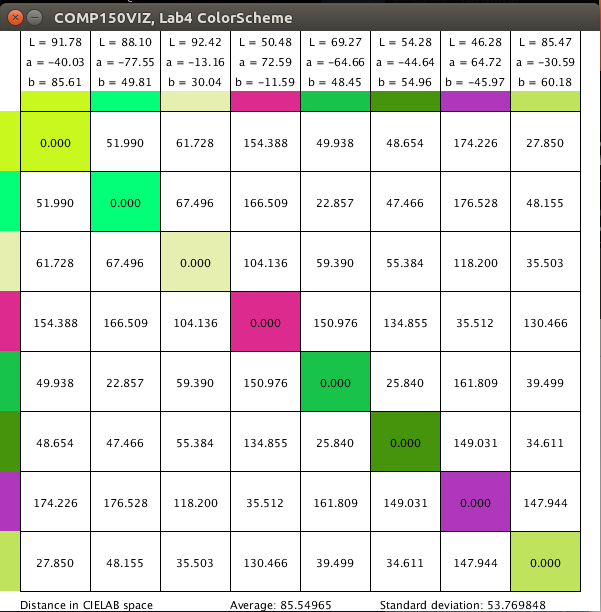 COMP150VIZ, Lab4 ColorScheme
L = 91.78 L = 88.10 L = 92.42 L = 50.48 L = 69.27 L = 54.28 L = 46.28 L = 85.47
a = −40.03 a = −77.55 a = −13.16 a = 72.59 a = −64.66 a = −44.64 a = 64.72 a = −30.59
b = 85.61 b = 49.81 b = 30.04 b = −11.59 b = 48.45 b = 54.96 b = −45.97 b = 60.18
0.000 51.990 61.728 154.388 49.938 48.654 174.226 27.850
51.990 0.000 67.496 166.509 22.857 47.466 176.528 48.155
61.728 67.496 0.000 104.136 59.390 55.384 118.200 35.503
154.388 166.509 104.136 0.000 150.976 134.855 35.512 130.466
49.938 22.857 59.390 150.976 0.000 25.840 161.809 39.499
48.654 47.466 55.384 134.855 25.840 0.000 149.031 34.611
174.226 176.528 118.200 35.512 161.809 149.031 0.000 147.944
27.850 48.155 35.503 130.466 39.499 34.611 147.944 0.000
Distance in CIELAB space Average: 85.54965 Standard deviation: 53.769848